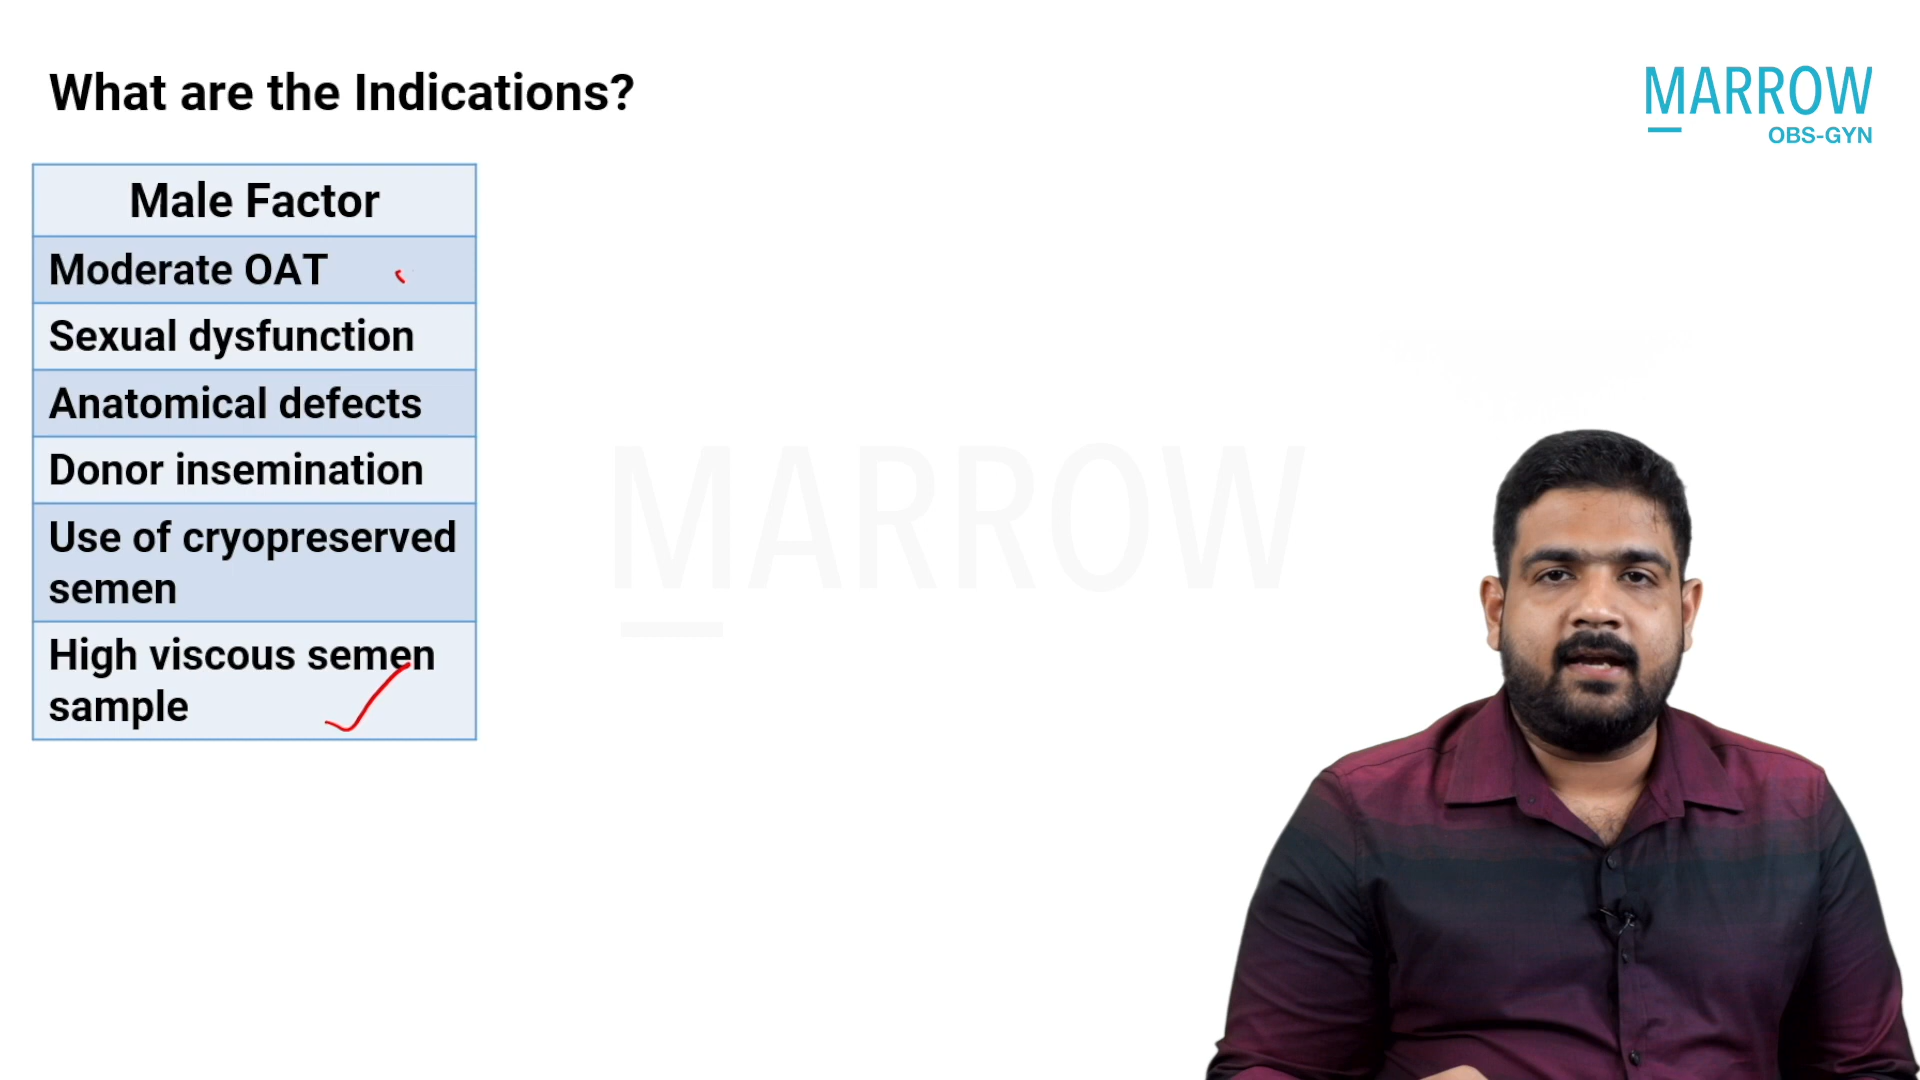 What are the Indications?
MARROW
OBS-GYN
Male Factor
Moderate OAT
Sexual dysfunction
Anatomical defects
Donor insemination
Use of cryopreserved
semen
High viscous semen
sample
MARROW